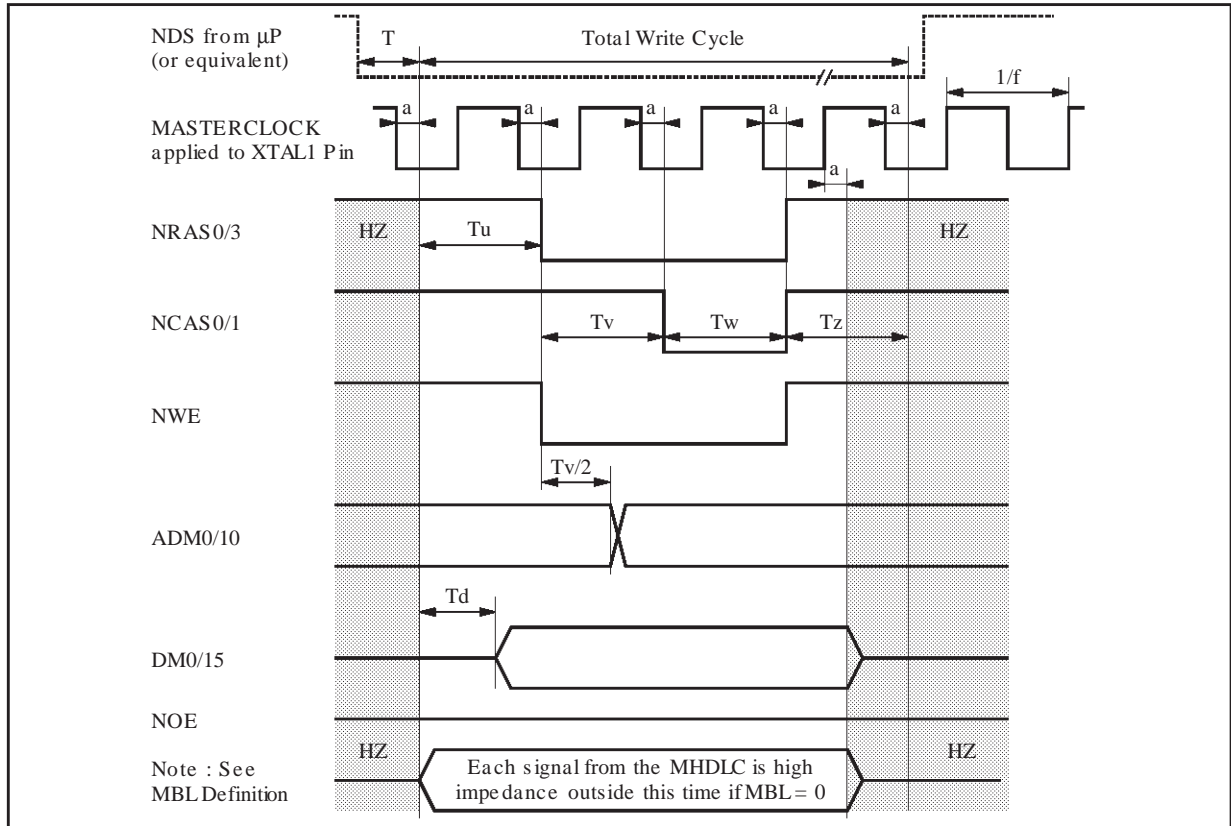 NDS from µP
(or equivalent)
T
Total Write Cycle
1/f
MASTERCLOCK
applied to XTAL1 Pin
a
a
a
a
a
a
NRAS0/3
HZ
Tu
HZ
NCAS0/1
Tv
Tw
Tz
NWE
Tv/2
ADM0/10
Td
DM0/15
NOE
HZ
HZ
Note : See
MBL Definition
Each signal from the MHDLC is high
impedance outside this time if MBL = 0